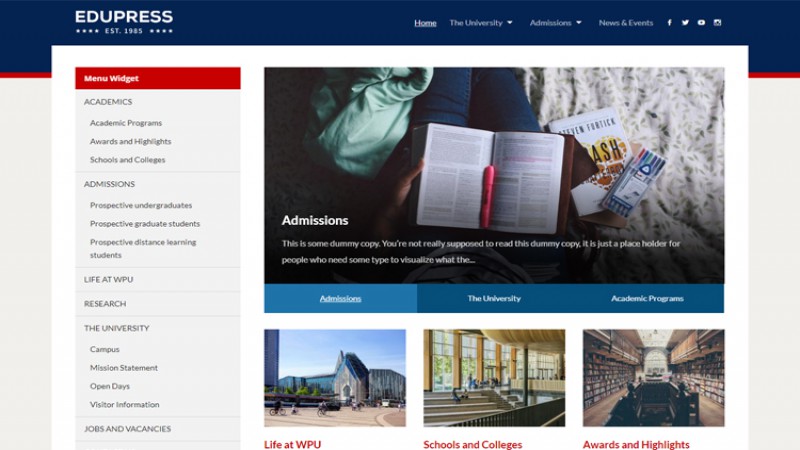 EDUPRESS
★★★★ EST. 1985 ★★★★
Home The University Admissions News & Events
Menu Widget
ACADEMICS
Academic Programs
Awards and Highlights
Schools and Colleges
ADMISSIONS
Prospective undergraduates
Prospective graduate students
Prospective distance learning
students
LIFE AT WPU
RESEARCH
THE UNIVERSITY
Campus
Mission Statement
Open Days
Visitor Information
JOBS AND VACANCIES
STEVEN FURTICK
Admissions
This is some dummy copy. You're not really supposed to read this dummy copy, it is just a place holder for
people who need some type to visualize what the...
Admissions The University Academic Programs
Life at WPU
Schools and Colleges
Awards and Highlights